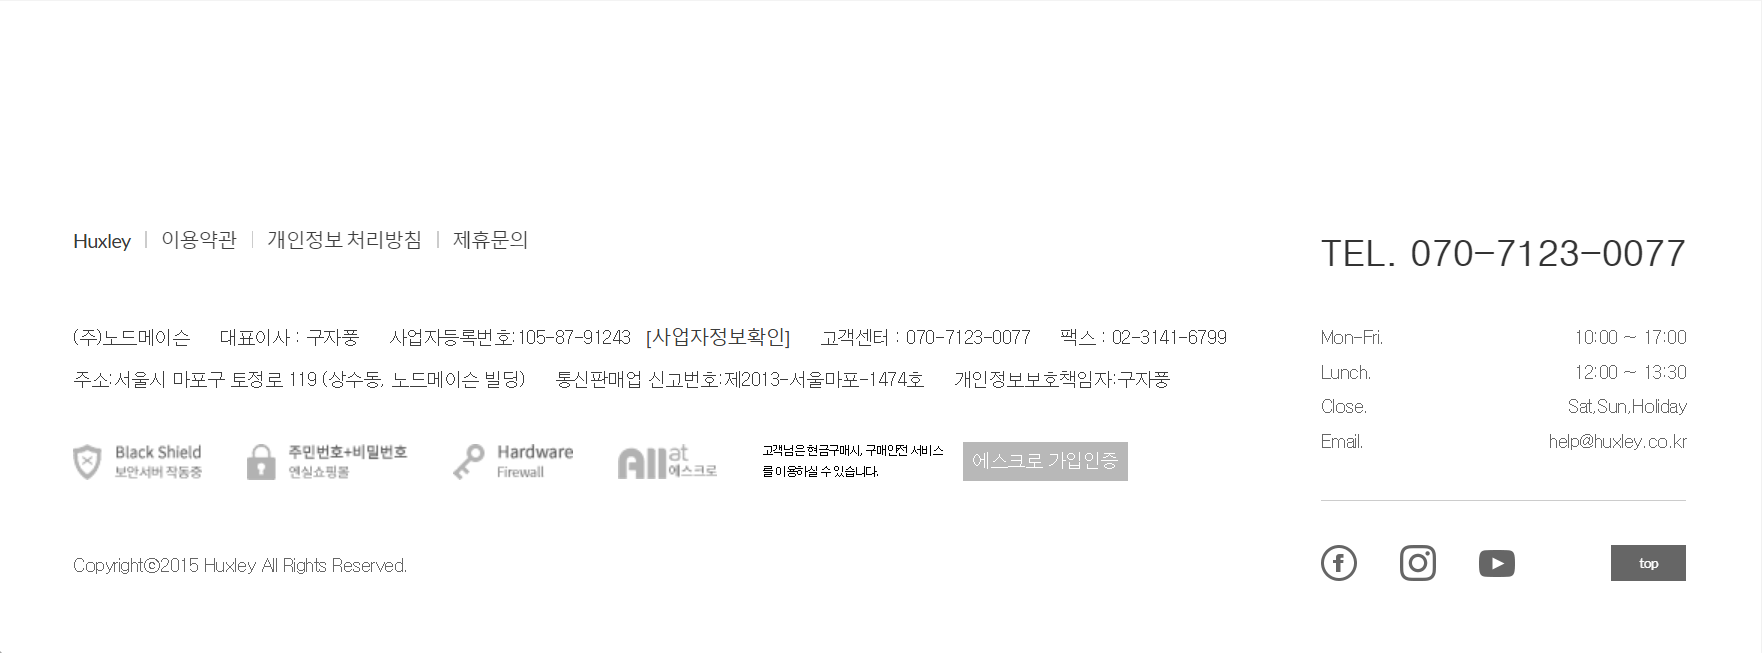 Huxley | 이용약관 | 개인정보 처리방침 | 제휴문의
TEL. 070-7123-0077
(주)노드메이슨 대표이사 : 구자풍 사업자등록번호:105-87-91243 [사업자정보확인] 고객센터 : 070-7123-0077 팩스 : 02-3141-6799
주소:서울시 마포구 토정로 119 (상수동, 노드메이슨 빌딩) 통신판매업 신고번호:제2013-서울마포-1474호 개인정보보호책임자:구자풍
Mon-Fri. 10:00 ~ 17:00
Lunch. 12:00 ~ 13:30
Close. Sat,Sun,Holiday
Email. help@huxley.co.kr
Black Shield
보안서버 작동중
주민번호+비밀번호
엔실쇼핑몰
Hardware
Firewall
Allat
에스크로
고객님은 현금구매시, 구매안전 서비스
를 이용하실 수 있습니다.
에스크로 가입인증
Copyrightⓒ2015 Huxley All Rights Reserved.
top